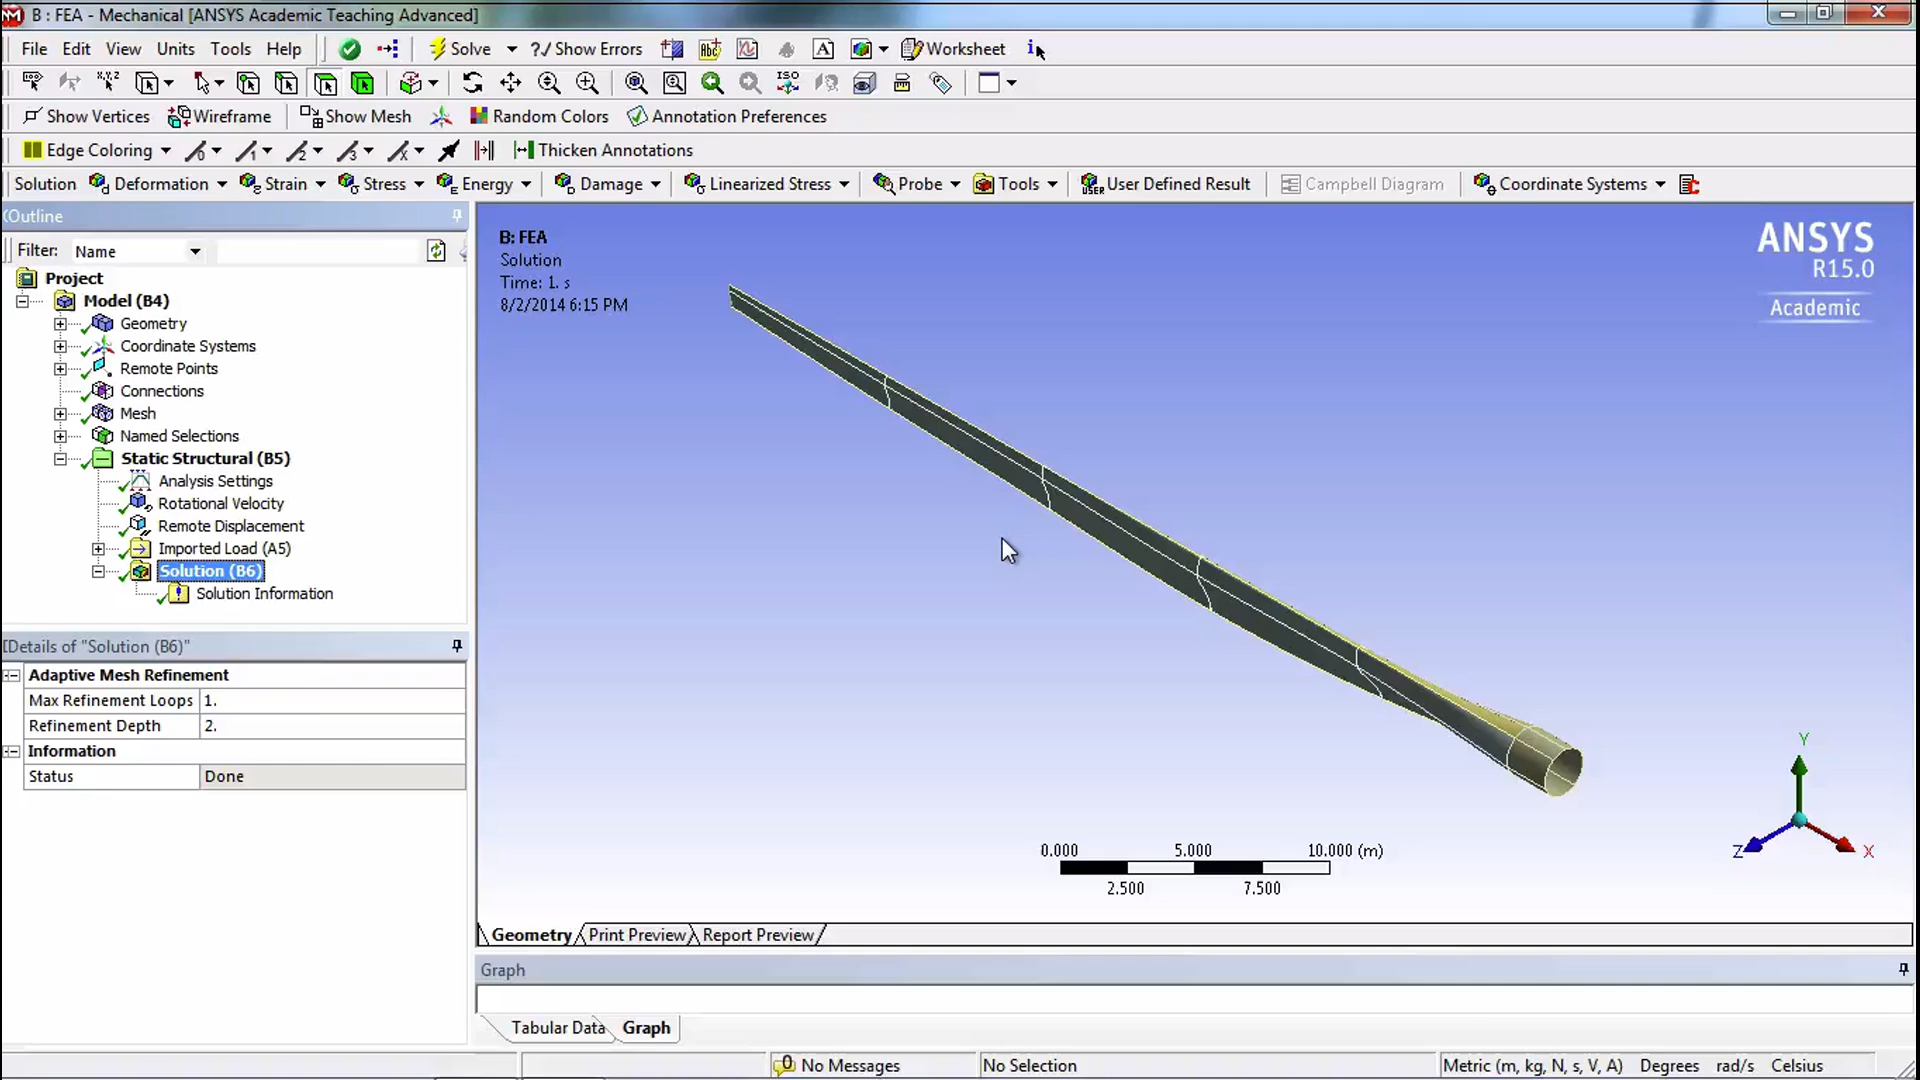 B : FEA - Mechanical [ANSYS Academic Teaching Advanced]
File Edit View Units Tools Help Solve ?/ Show Errors Worksheet
Show Vertices Wireframe Show Mesh Random Colors Annotation Preferences
Edge Coloring Thicken Annotations
Solution Deformation Strain Stress Energy Damage Linearized Stress Probe Tools User Defined Result Campbell Diagram Coordinate Systems
Outline
Filter: Name
Project
Model (B4)
Geometry
Coordinate Systems
Remote Points
Connections
Mesh
Named Selections
Static Structural (B5)
Analysis Settings
Rotational Velocity
Remote Displacement
Imported Load (A5)
Solution (B6)
Solution Information
Details of "Solution (B6)"
Adaptive Mesh Refinement
Max Refinement Loops 1.
Refinement Depth 2.
Information
Status Done
B: FEA
Solution
Time: 1. s
8/2/2014 6:15 PM
ANSYS
R15.0
Academic
Y
Z X
0.000 5.000 10.000 (m)
2.500 7.500
Geometry Print Preview Report Preview
Graph
Tabular Data Graph
No Messages No Selection Metric (m, kg, N, s, V, A) Degrees rad/s Celsius